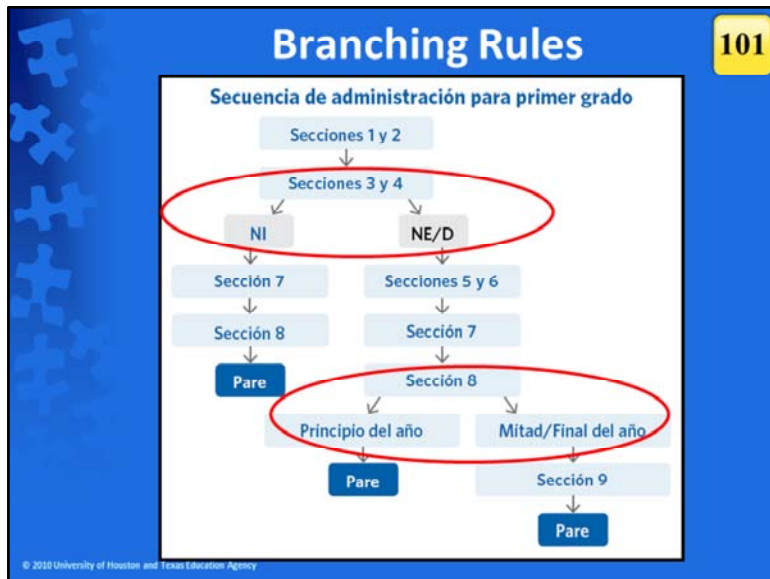 Branching Rules
101
Secuencia de administración para primer grado
Secciones 1 y 2
Secciones 3 y 4
NI
NE/D
Sección 7
Secciones 5 y 6
Sección 8
Sección 7
Pare
Sección 8
Principio del año
Mitad/Final del año
Pare
Sección 9
Pare
© 2010 University of Houston and Texas Education Agency